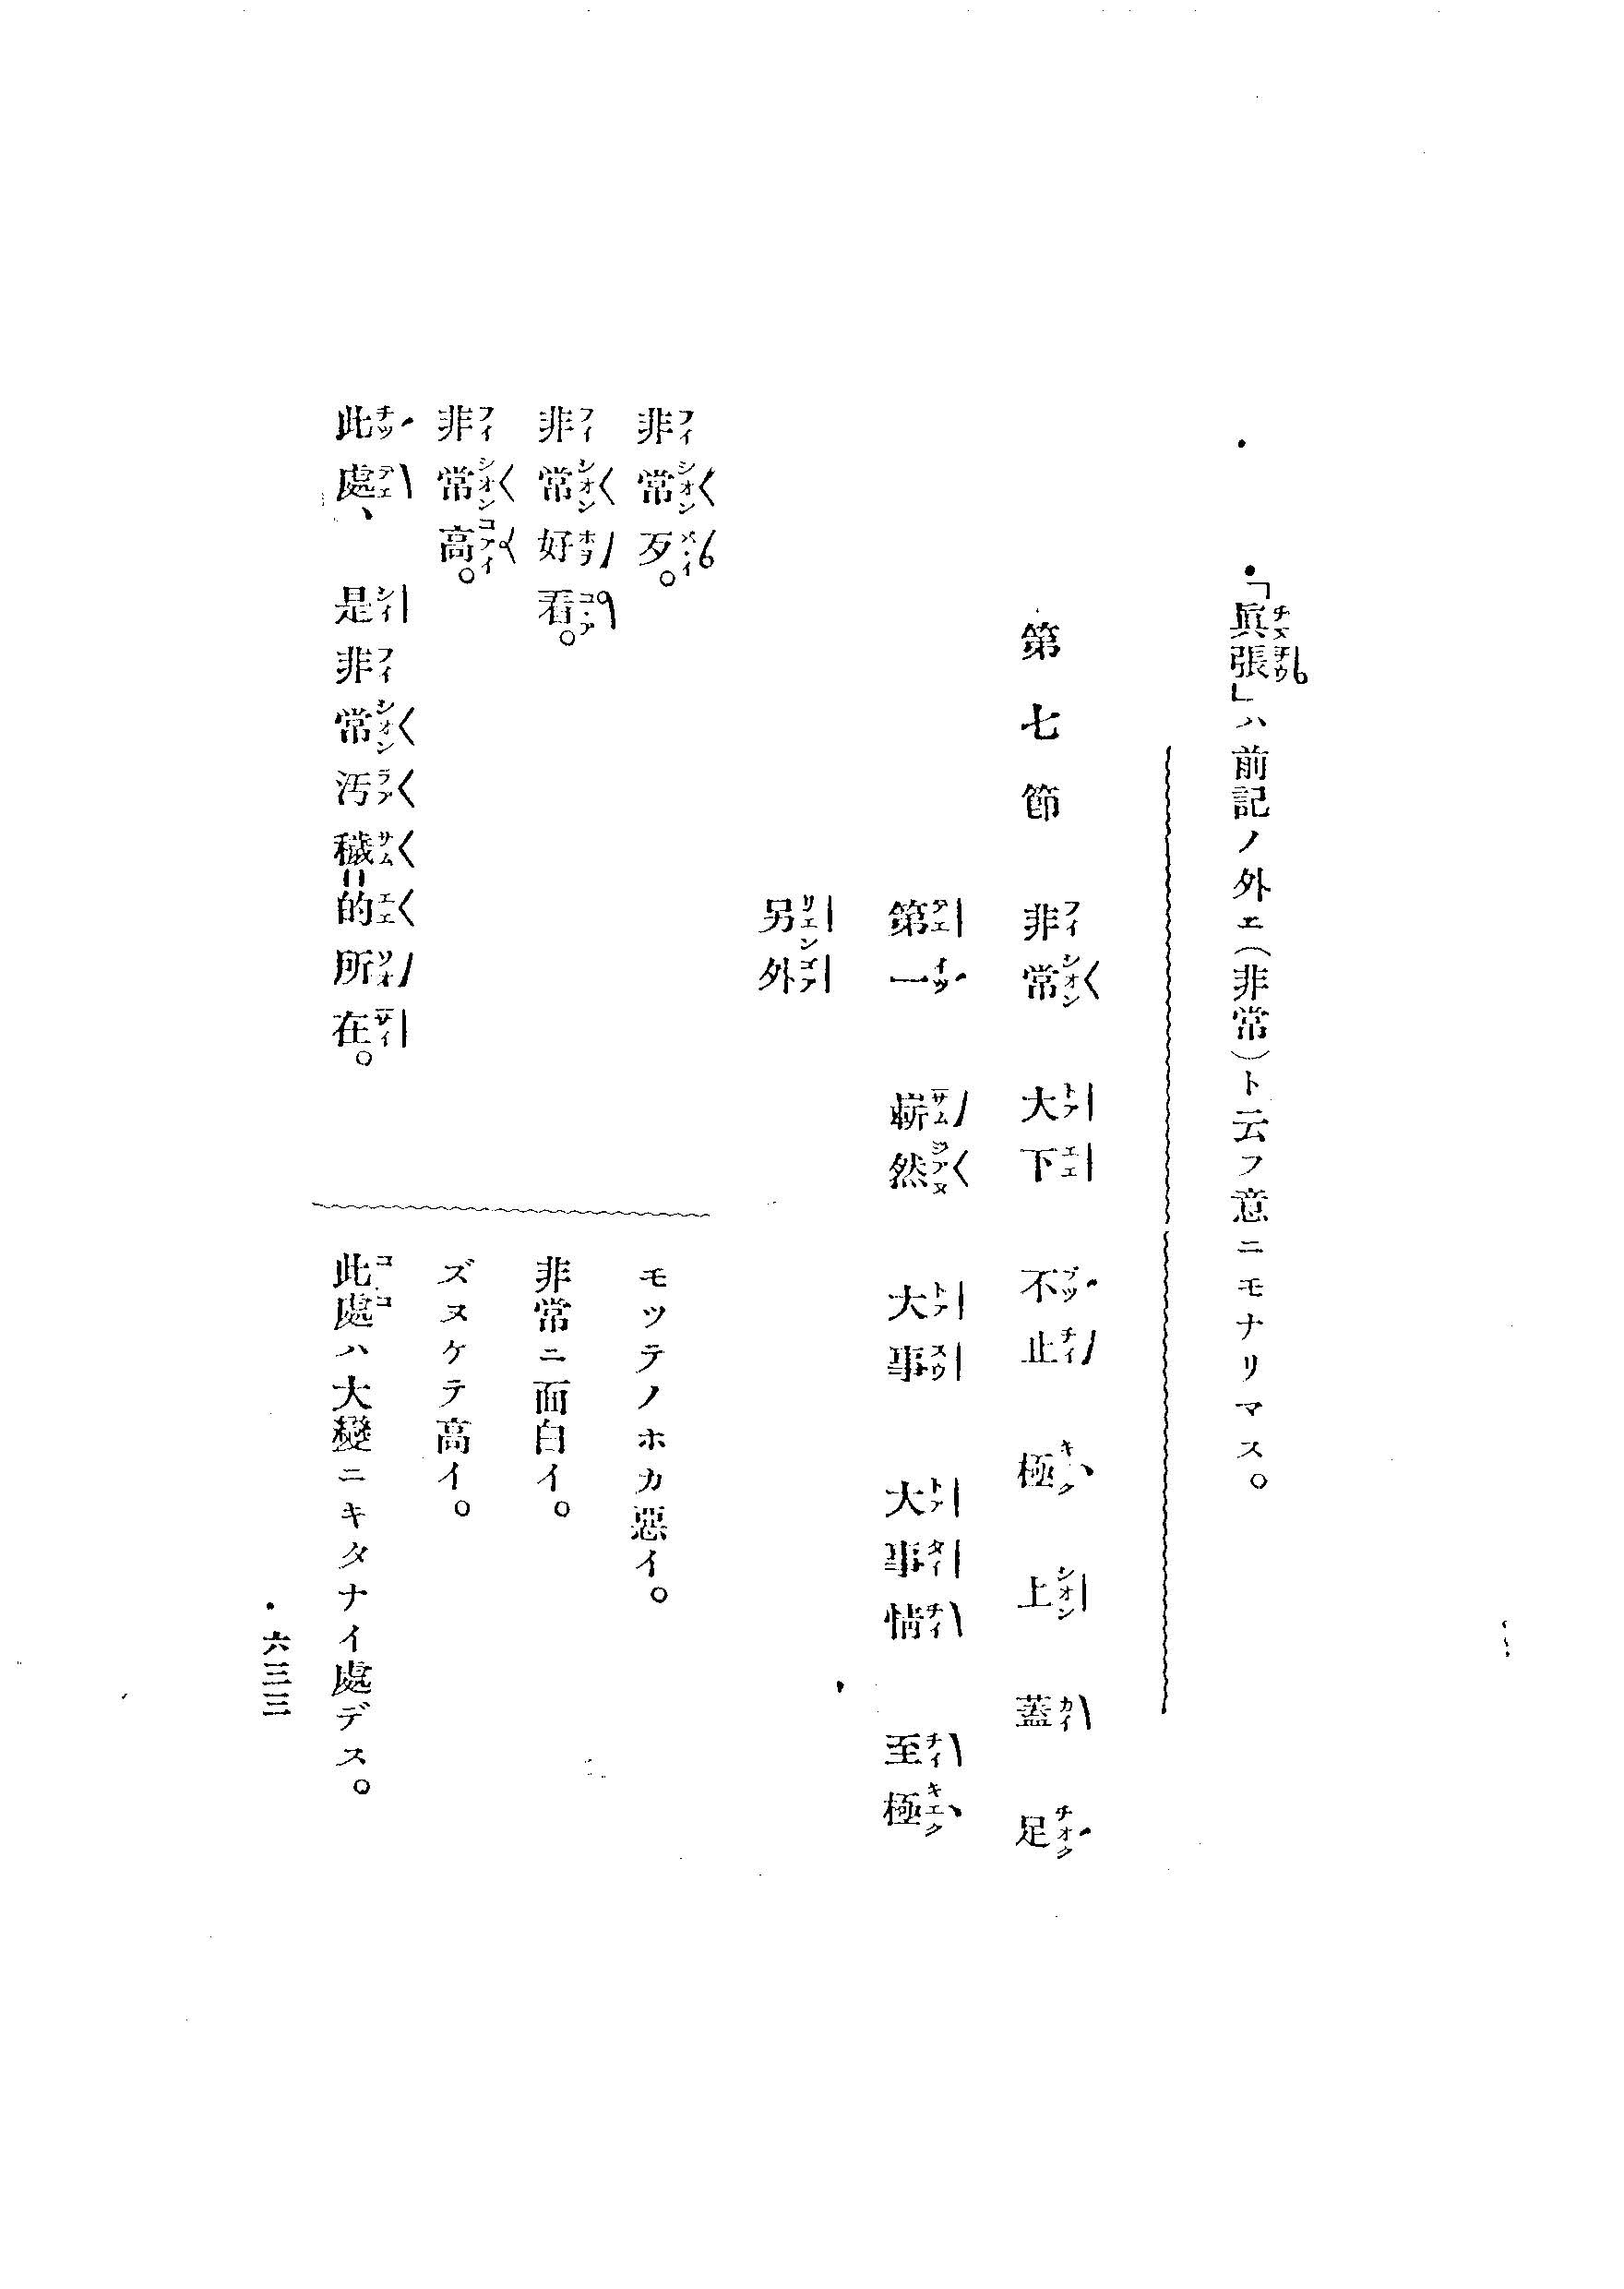 「眞張」ハ前記ノ外エ(非常)ト云フ意ニモナリマス。
第七節 非常 大下 不止 極 上 蓋 足
第一 嶄然 大事 大事情 至極
另外
非常歹。 モツテノホカ惡イ。
非常好看。 非常ニ面白イ。
非常高。 ズヌケテ高イ。
此處、是非常汚穢的所在。 此處ハ大變ニキタナイ處デス。
六三三